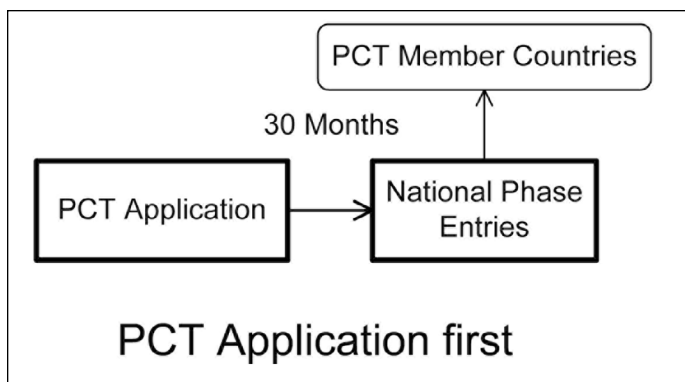 PCT Member Countries
30 Months
PCT Application
National Phase
Entries
PCT Application first